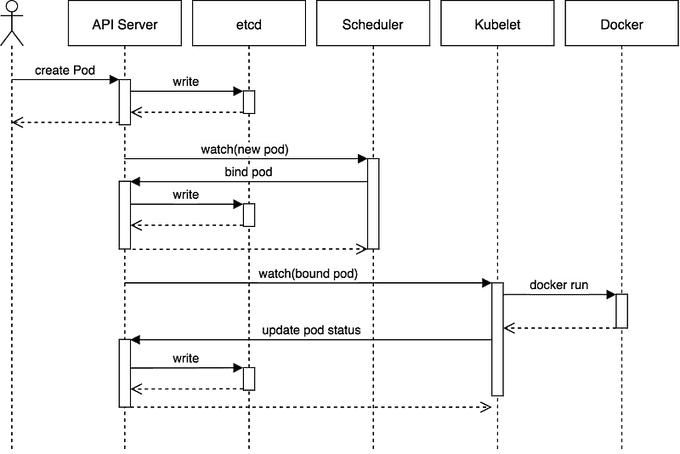 API Server
etcd
Scheduler
Kubelet
Docker
create Pod
write
watch(new pod)
bind pod
write
watch(bound pod)
docker run
update pod status
write